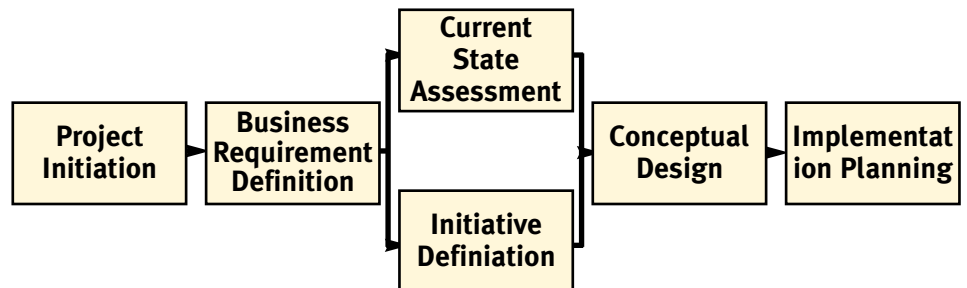 Project
Initiation
Business
Requirement
Definition
Current
State
Assessment
Initiative
Definiation
Conceptual
Design
Implementat
ion Planning